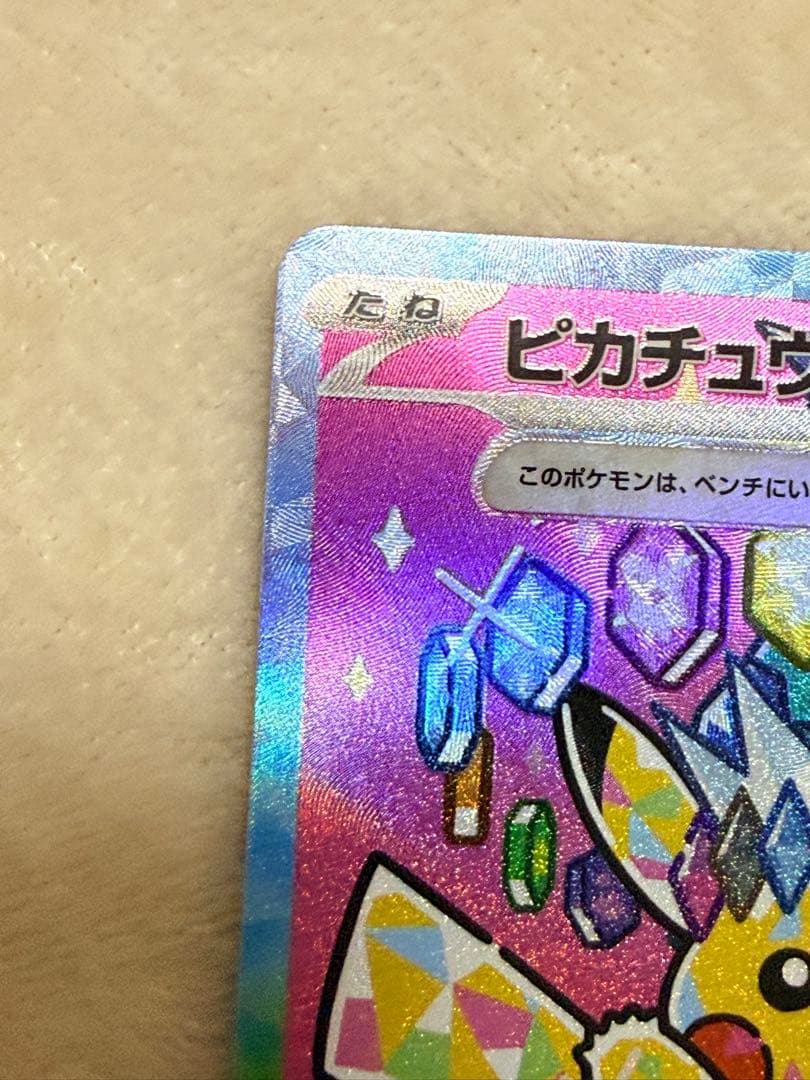 たね
ピカチュウ
このポケモンは、ベンチにい